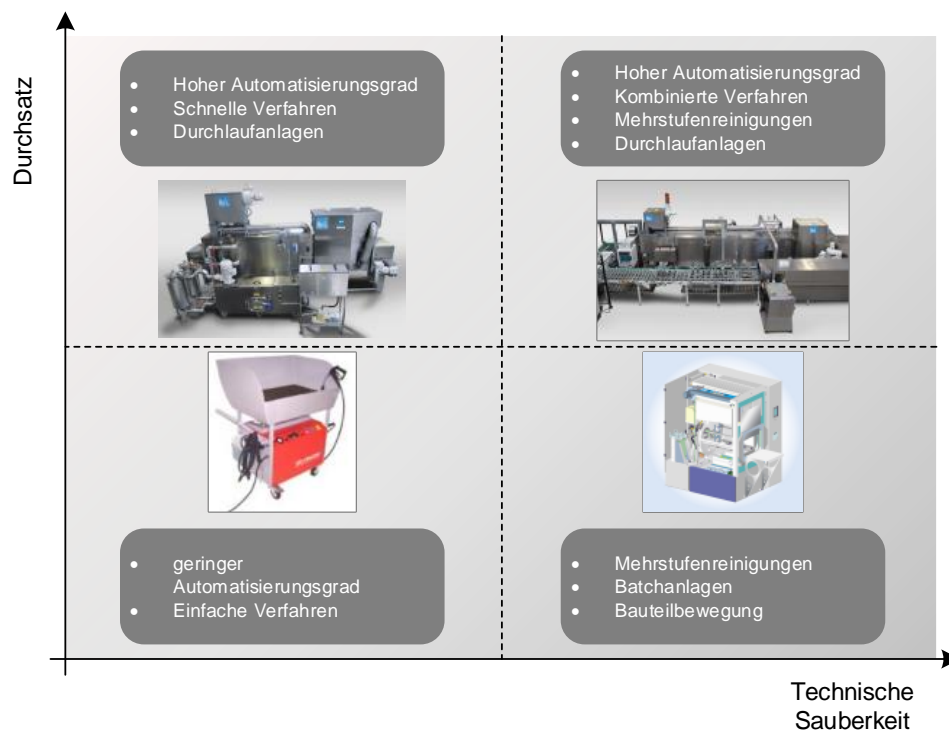 Durchsatz
Hoher Automatisierungsgrad
Schnelle Verfahren
Durchlaufanlagen
Hoher Automatisierungsgrad
Kombinierte Verfahren
Mehrstufenreinigungen
Durchlaufanlagen
geringer
Automatisierungsgrad
Einfache Verfahren
Mehrstufenreinigungen
Batchanlagen
Bauteilbewegung
Technische
Sauberkeit